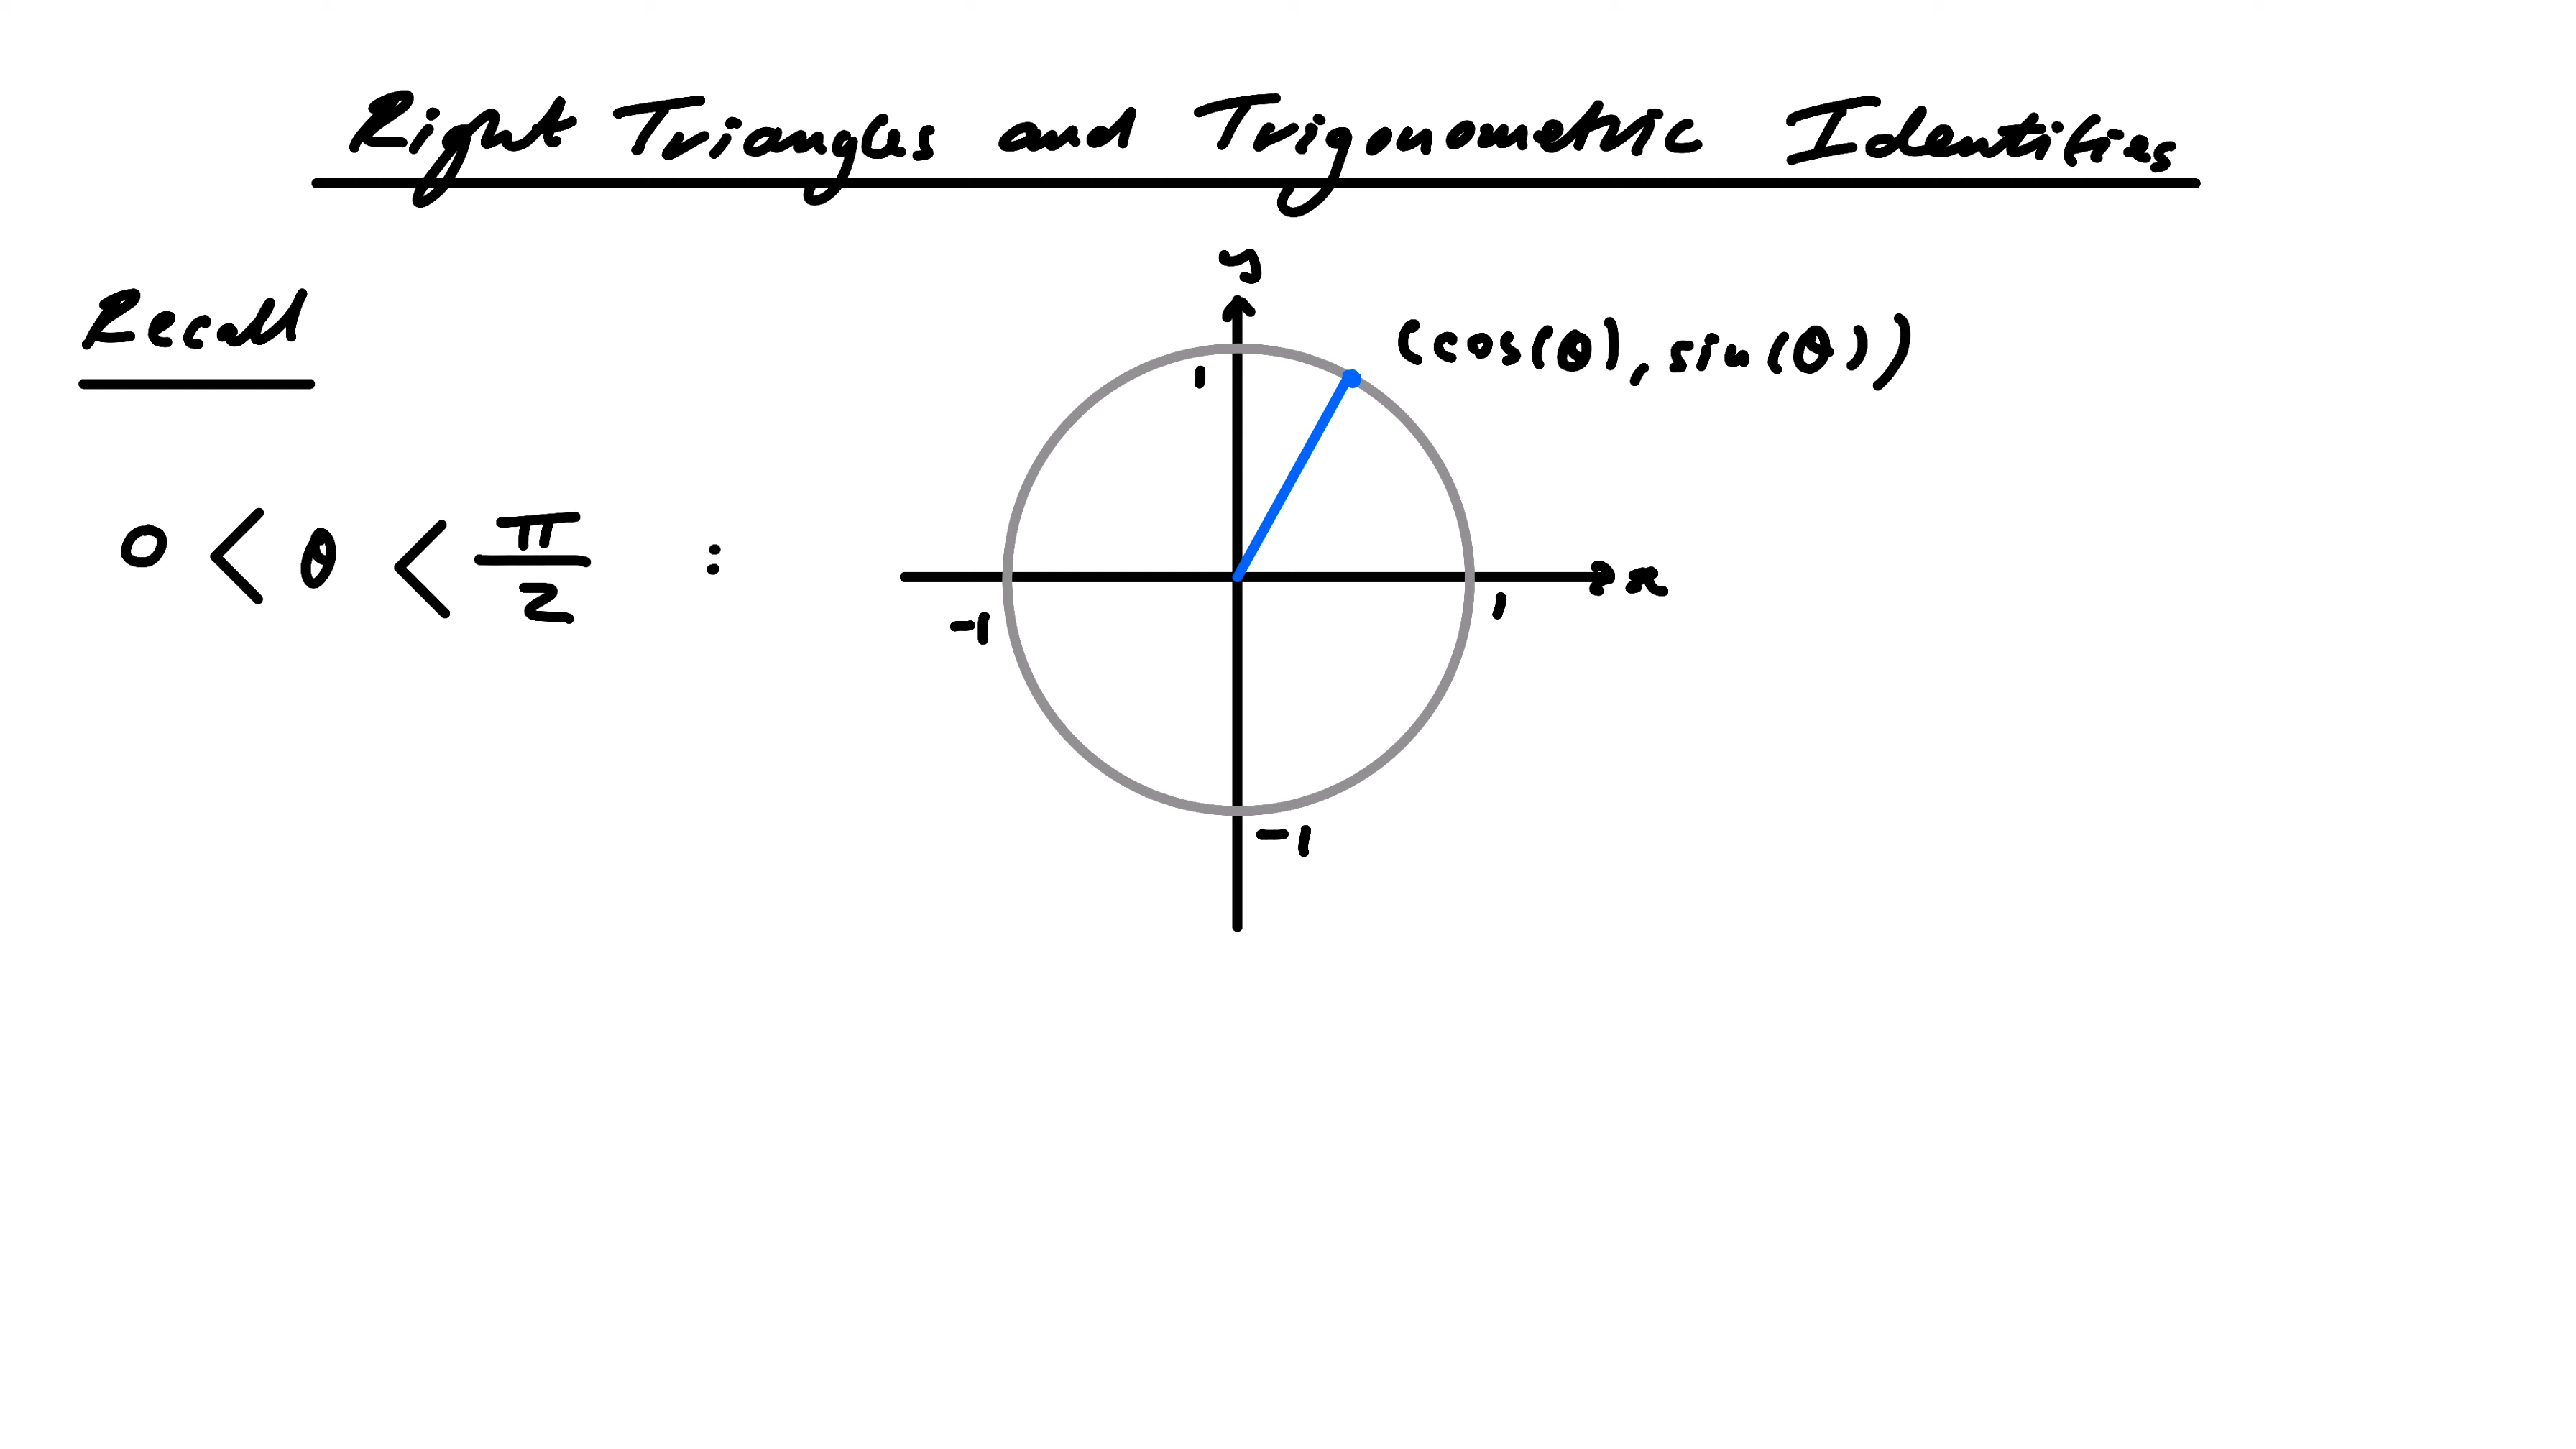 Right Triangles and Trigonometric Identities
Recall
y
(cos(θ), sin(θ))
1
0 < θ < π/2 :
x
-1
1
-1